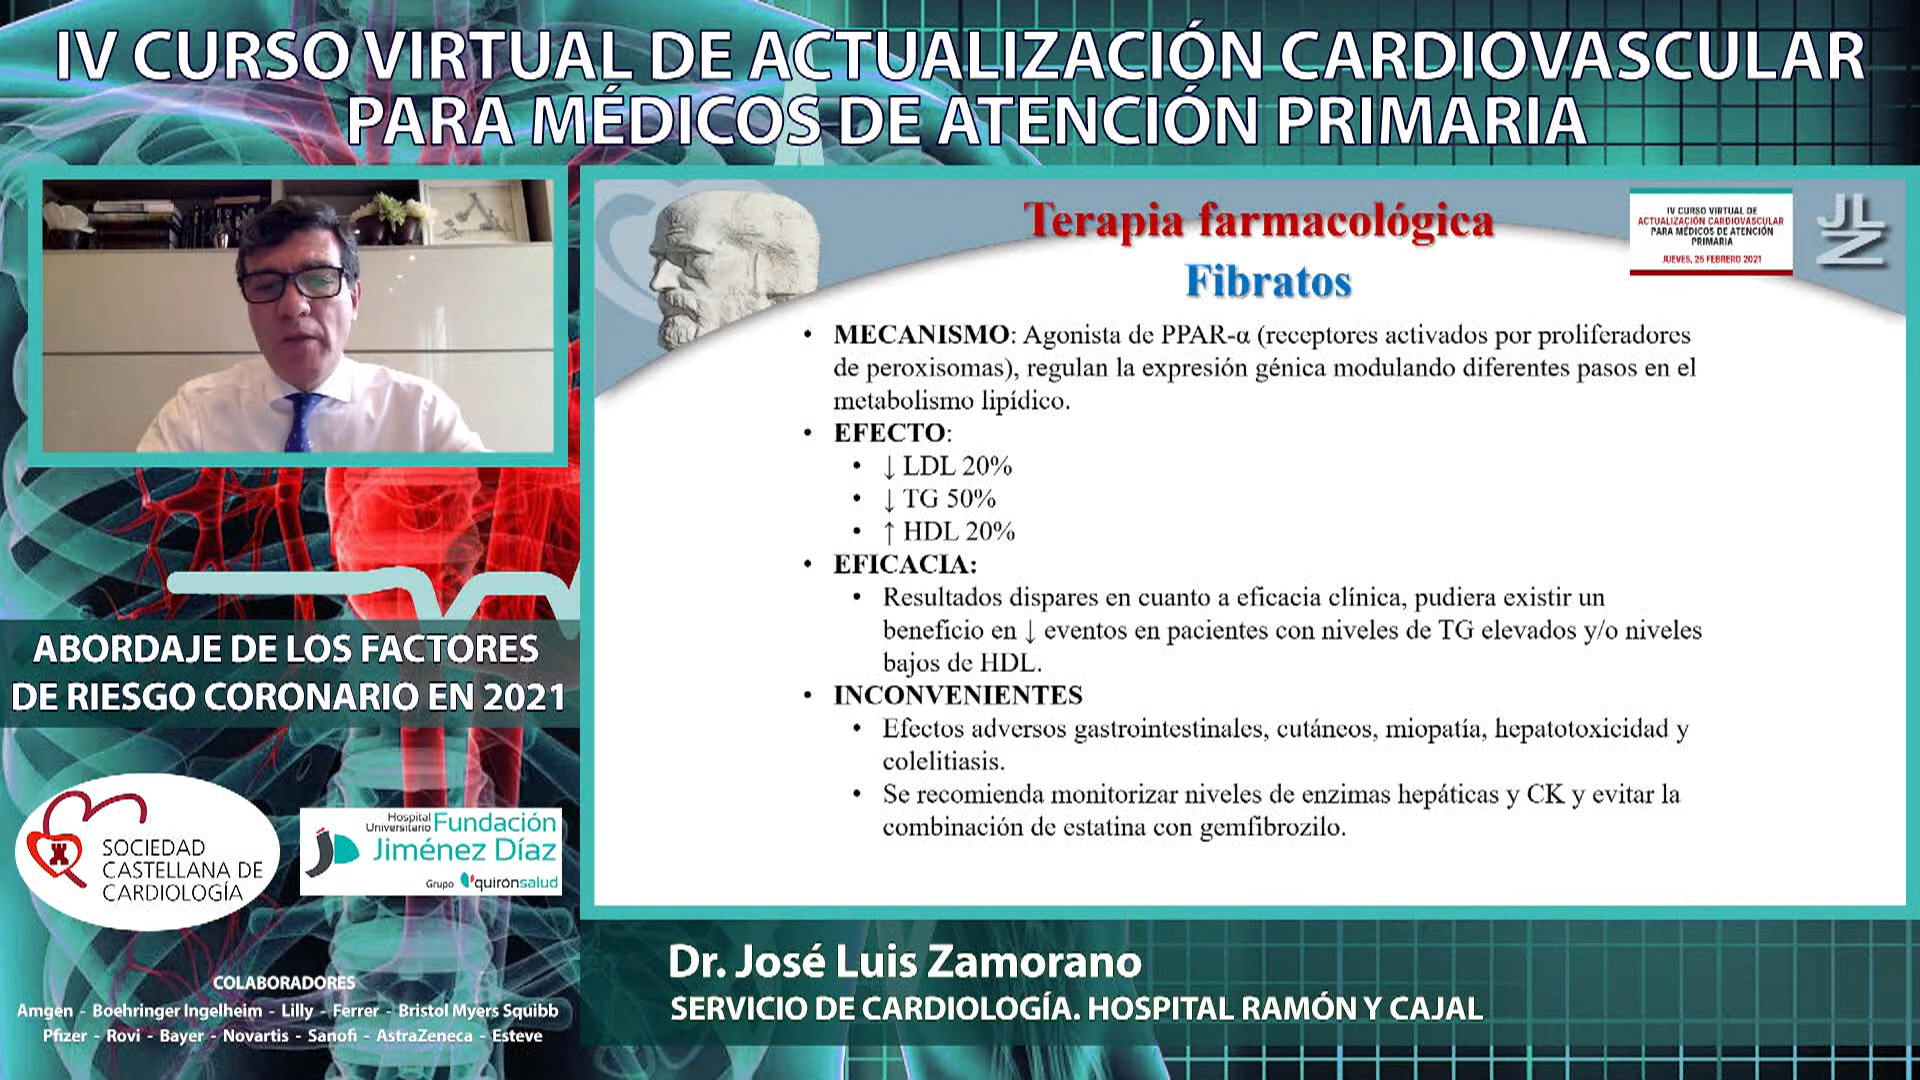 IV CURSO VIRTUAL DE ACTUALIZACIÓN CARDIOVASCULAR
PARA MÉDICOS DE ATENCIÓN PRIMARIA
Terapia farmacológica
Fibratos
IV CURSO VIRTUAL DE
ACTUALIZACIÓN CARDIOVASCULAR
PARA MÉDICOS DE ATENCIÓN
PRIMARIA
JUEVES, 25 FEBRERO 2021
JLZ
• MECANISMO: Agonista de PPAR-α (receptores activados por proliferadores
de peroxisomas), regulan la expresión génica modulando diferentes pasos en el
metabolismo lipídico.
• EFECTO:
• ↓ LDL 20%
• ↓ TG 50%
• ↑ HDL 20%
• EFICACIA:
• Resultados dispares en cuanto a eficacia clínica, pudiera existir un
beneficio en ↓ eventos en pacientes con niveles de TG elevados y/o niveles
bajos de HDL.
• INCONVENIENTES
• Efectos adversos gastrointestinales, cutáneos, miopatía, hepatotoxicidad y
colelitiasis.
• Se recomienda monitorizar niveles de enzimas hepáticas y CK y evitar la
combinación de estatina con gemfibrozilo.
ABORDAJE DE LOS FACTORES
DE RIESGO CORONARIO EN 2021
SOCIEDAD
CASTELLANA DE
CARDIOLOGÍA
Hospital
Universitario Fundación
Jiménez Díaz
Grupo quirónsalud
COLABORADORES
Amgen - Boehringer Ingelheim - Lilly - Ferrer - Bristol Myers Squibb
Pfizer - Rovi - Bayer - Novartis - Sanofi - AstraZeneca - Esteve
Dr. José Luis Zamorano
SERVICIO DE CARDIOLOGÍA. HOSPITAL RAMÓN Y CAJAL